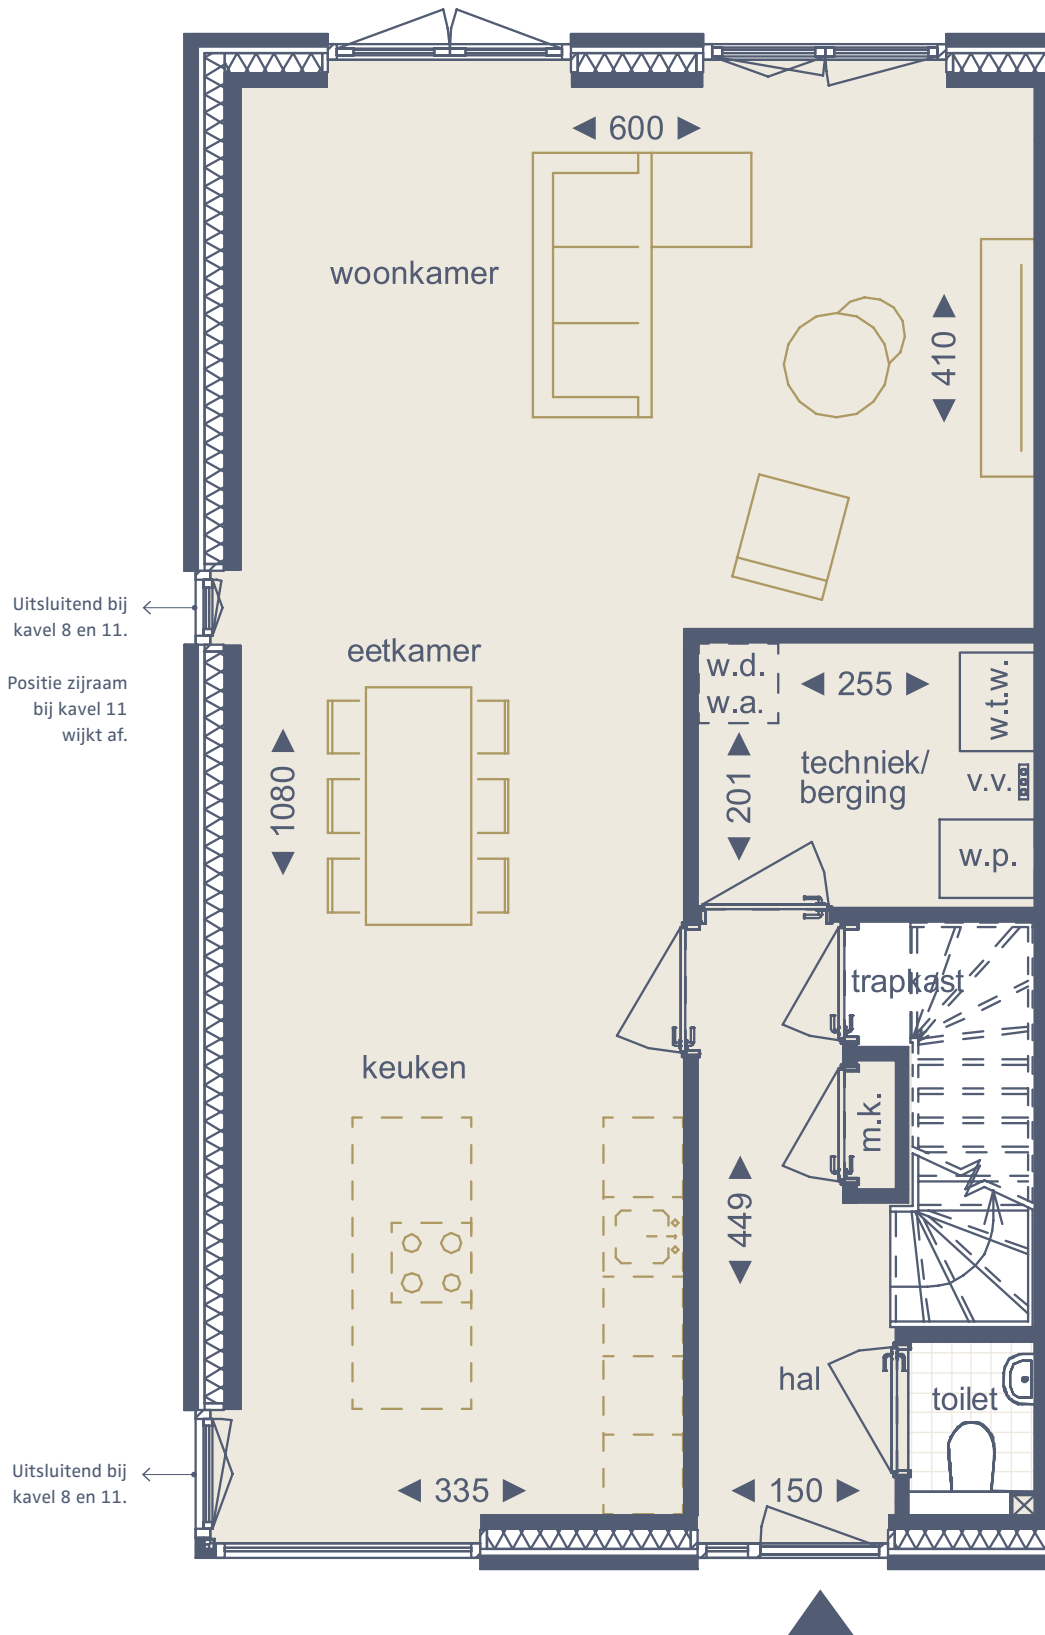 600
woonkamer
410
Uitsluitend bij
kavel 8 en 11.
Positie zijraam
bij kavel 11
wijkt af.
eetkamer
1080
w.d.
w.a.
255
w.t.w.
201
techniek/
berging
v.v.
w.p.
trapkast
keuken
m.k.
449
hal
toilet
Uitsluitend bij
kavel 8 en 11.
335
150